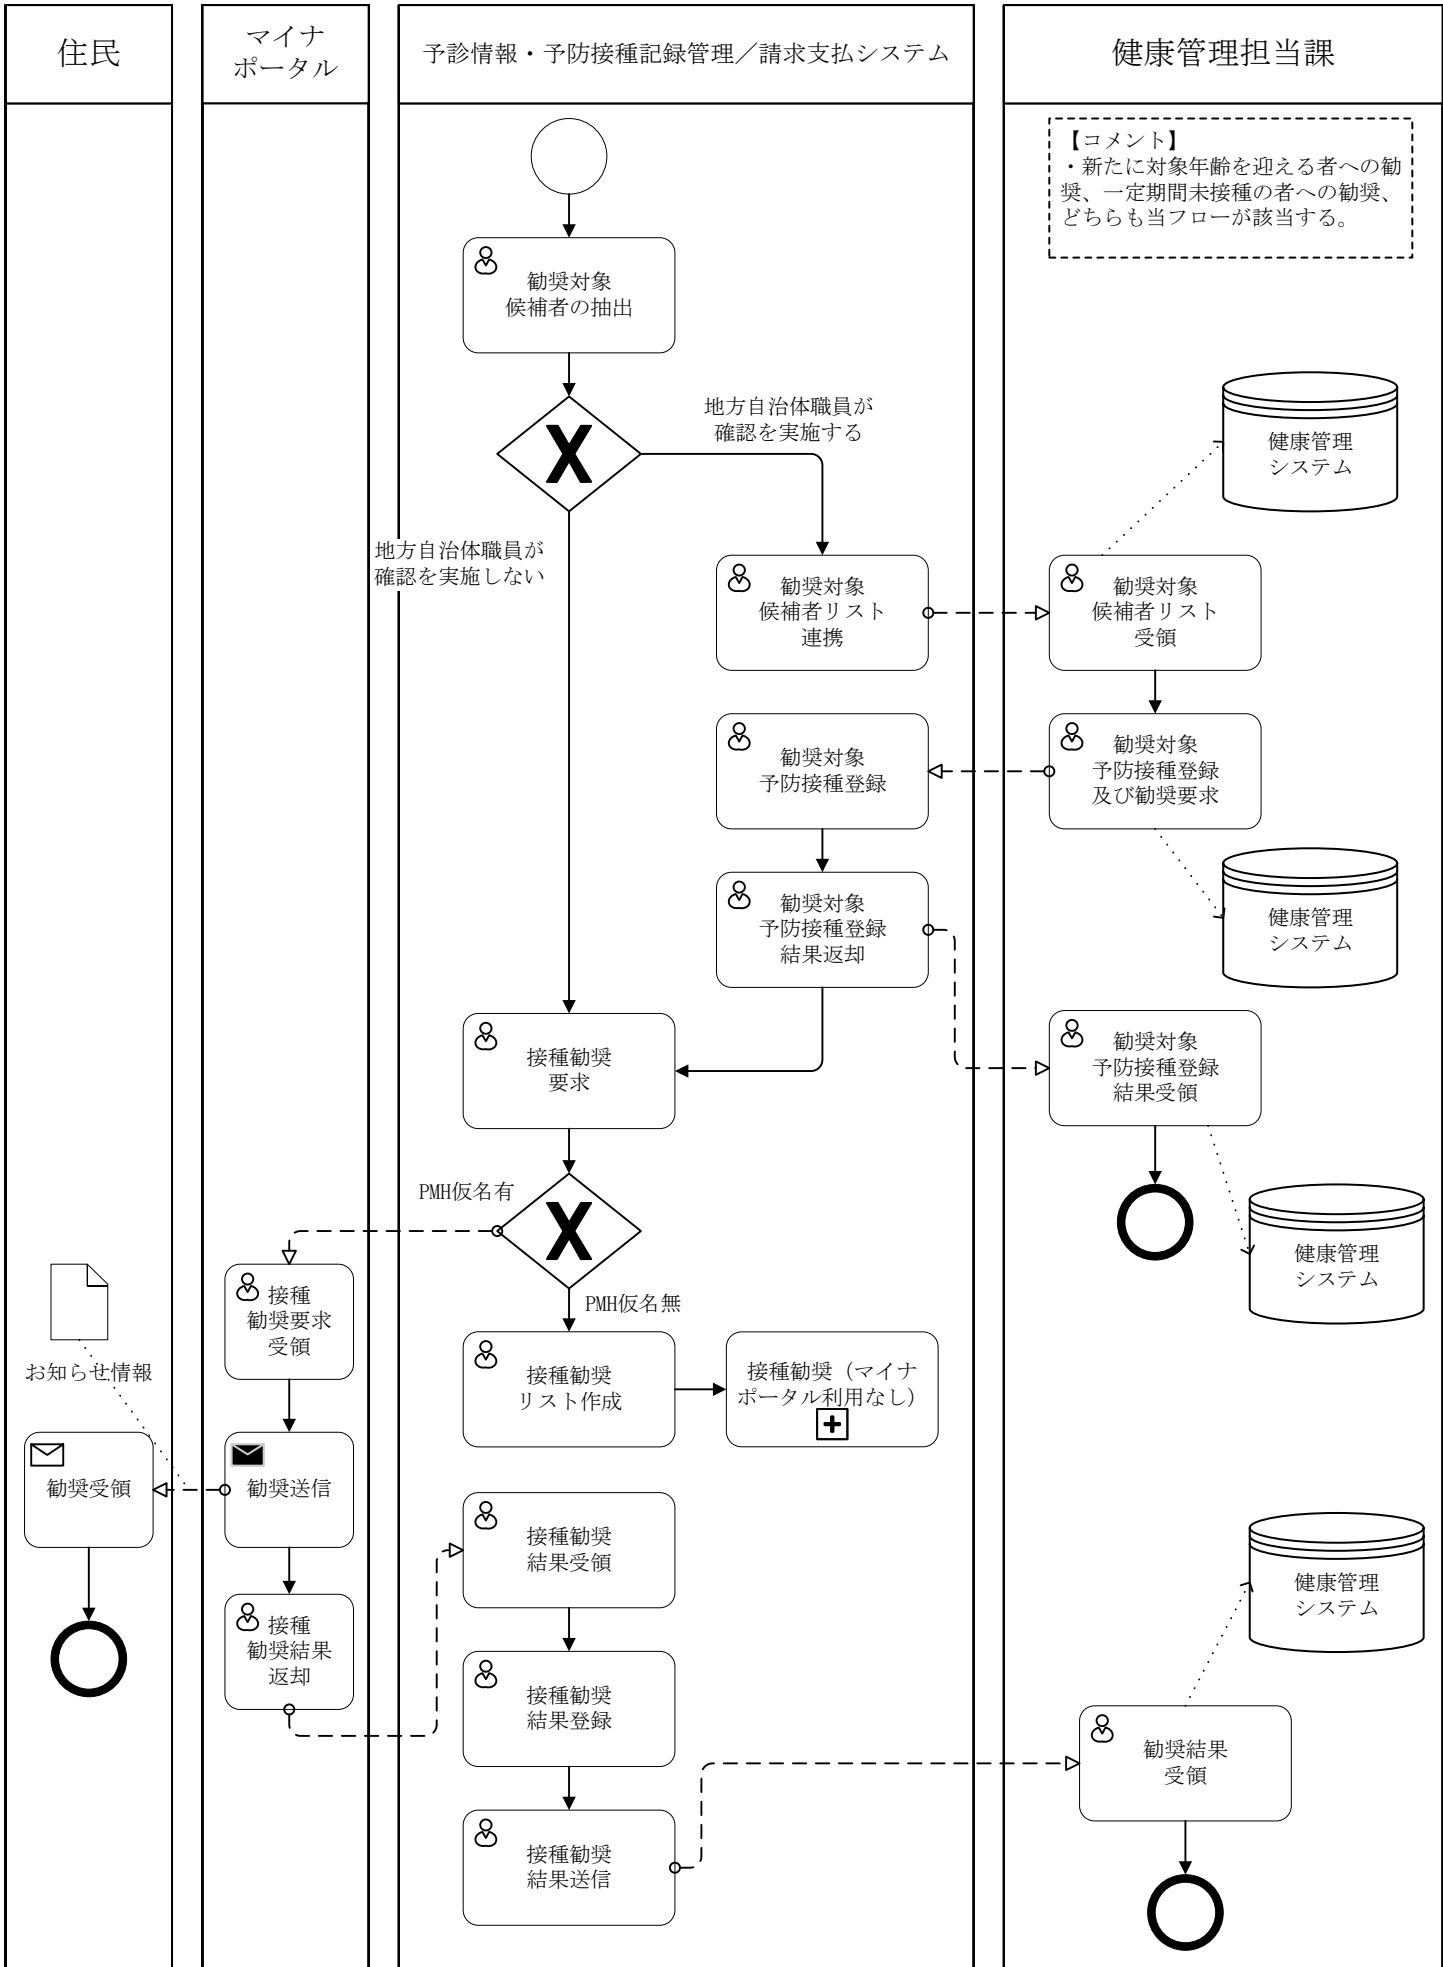 住民
マイナ
ポータル
予診情報・予防接種記録管理／請求支払システム
健康管理担当課
【コメント】
・新たに対象年齢を迎える者への勧
奨、一定期間未接種の者への勧奨、
どちらも当フローが該当する。
勧奨対象
候補者の抽出
地方自治体職員が
確認を実施する
健康管理
システム
地方自治体職員が
確認を実施しない
勧奨対象
候補者リスト
連携
勧奨対象
候補者リスト
受領
勧奨対象
予防接種登録
勧奨対象
予防接種登録
及び勧奨要求
勧奨対象
予防接種登録
結果返却
健康管理
システム
接種勧奨
要求
勧奨対象
予防接種登録
結果受領
PMH仮名有
健康管理
システム
接種
勧奨要求
受領
PMH仮名無
お知らせ情報
接種勧奨
リスト作成
接種勧奨（マイナ
ポータル利用なし）
勧奨受領
勧奨送信
接種勧奨
結果受領
健康管理
システム
接種
勧奨結果
返却
接種勧奨
結果登録
勧奨結果
受領
接種勧奨
結果送信